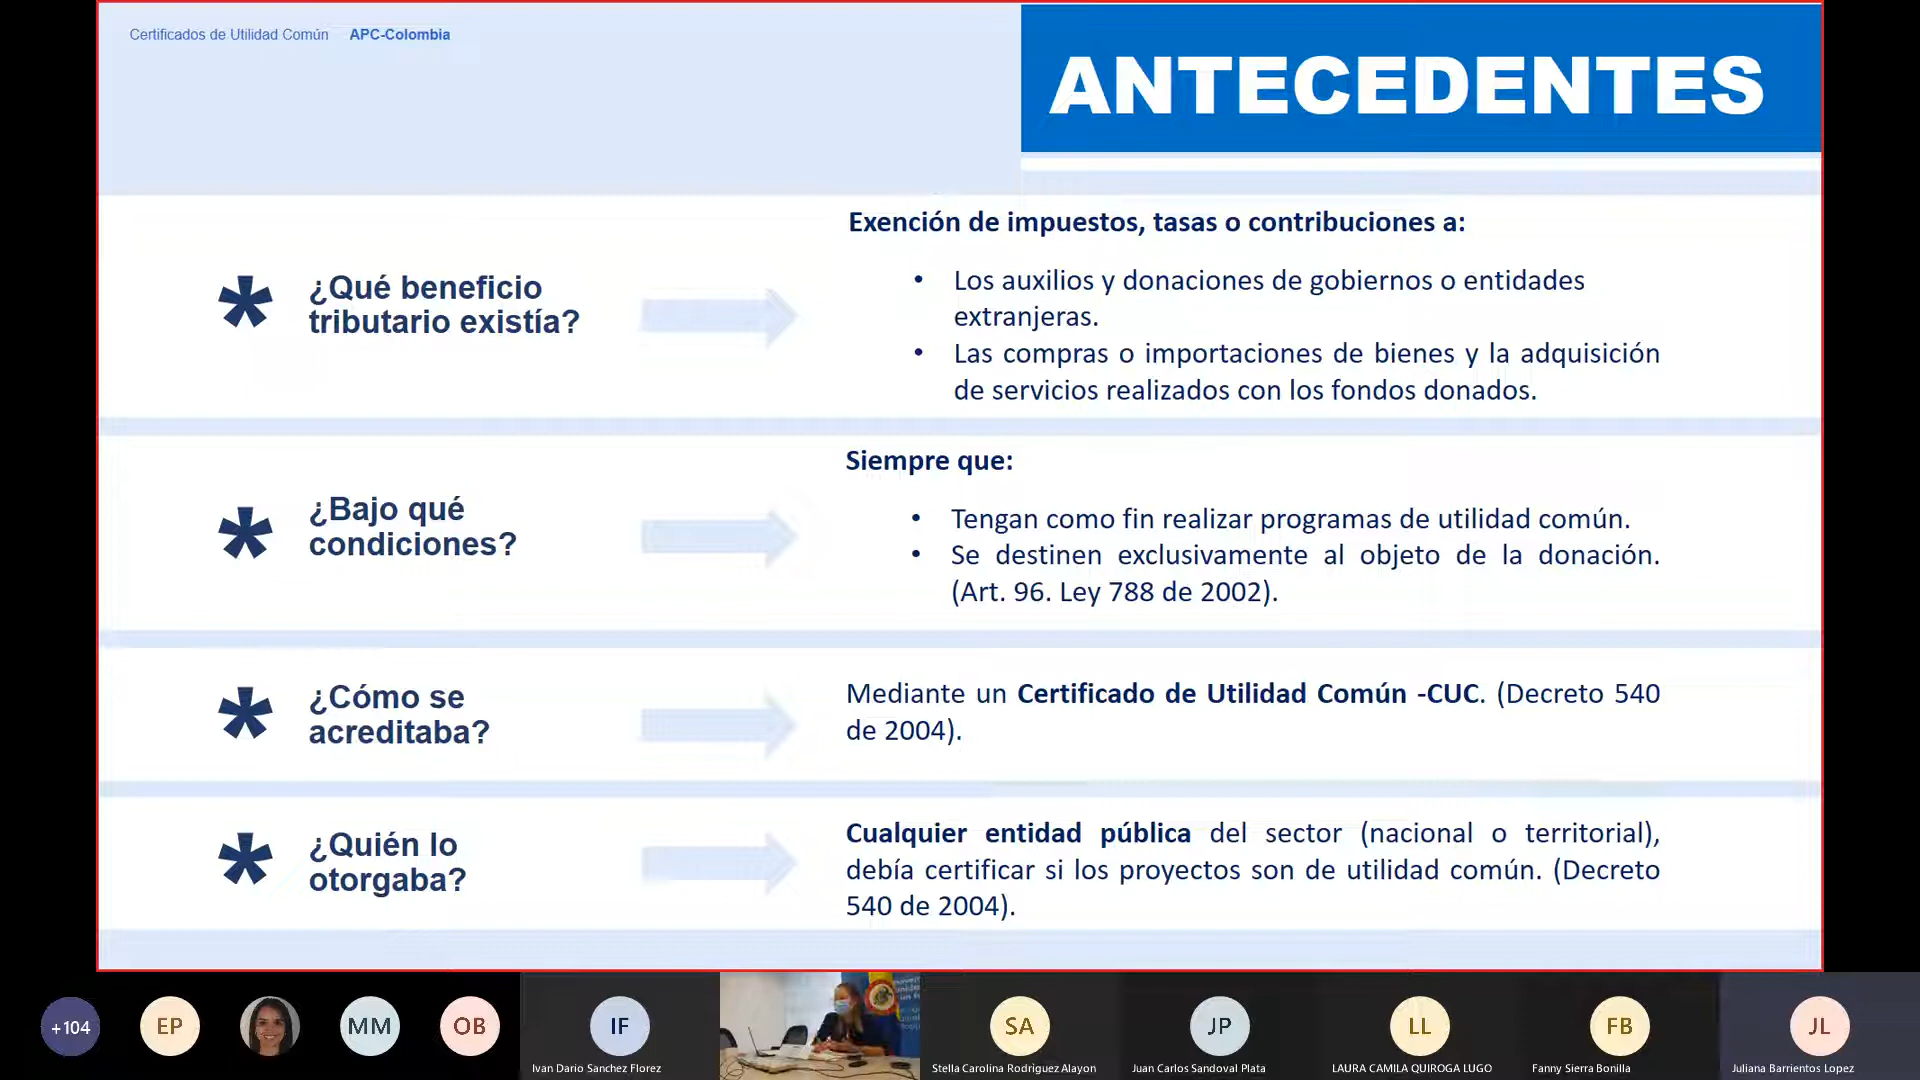 Certificados de Utilidad Común APC-Colombia
ANTECEDENTES
¿Qué beneficio
tributario existía?
Exención de impuestos, tasas o contribuciones a:
• Los auxilios y donaciones de gobiernos o entidades
extranjeras.
• Las compras o importaciones de bienes y la adquisición
de servicios realizados con los fondos donados.
¿Bajo qué
condiciones?
Siempre que:
• Tengan como fin realizar programas de utilidad común.
• Se destinen exclusivamente al objeto de la donación.
(Art. 96. Ley 788 de 2002).
¿Cómo se
acreditaba?
Mediante un Certificado de Utilidad Común -CUC. (Decreto 540
de 2004).
¿Quién lo
otorgaba?
Cualquier entidad pública del sector (nacional o territorial),
debía certificar si los proyectos son de utilidad común. (Decreto
540 de 2004).
+104
EP
MM
OB
IF
SA
JP
LL
FB
JL
Ivan Dario Sanchez Florez
Stella Carolina Rodriguez Alayon
Juan Carlos Sandoval Plata
LAURA CAMILA QUIROGA LUGO
Fanny Sierra Bonilla
Juliana Barrientos Lopez